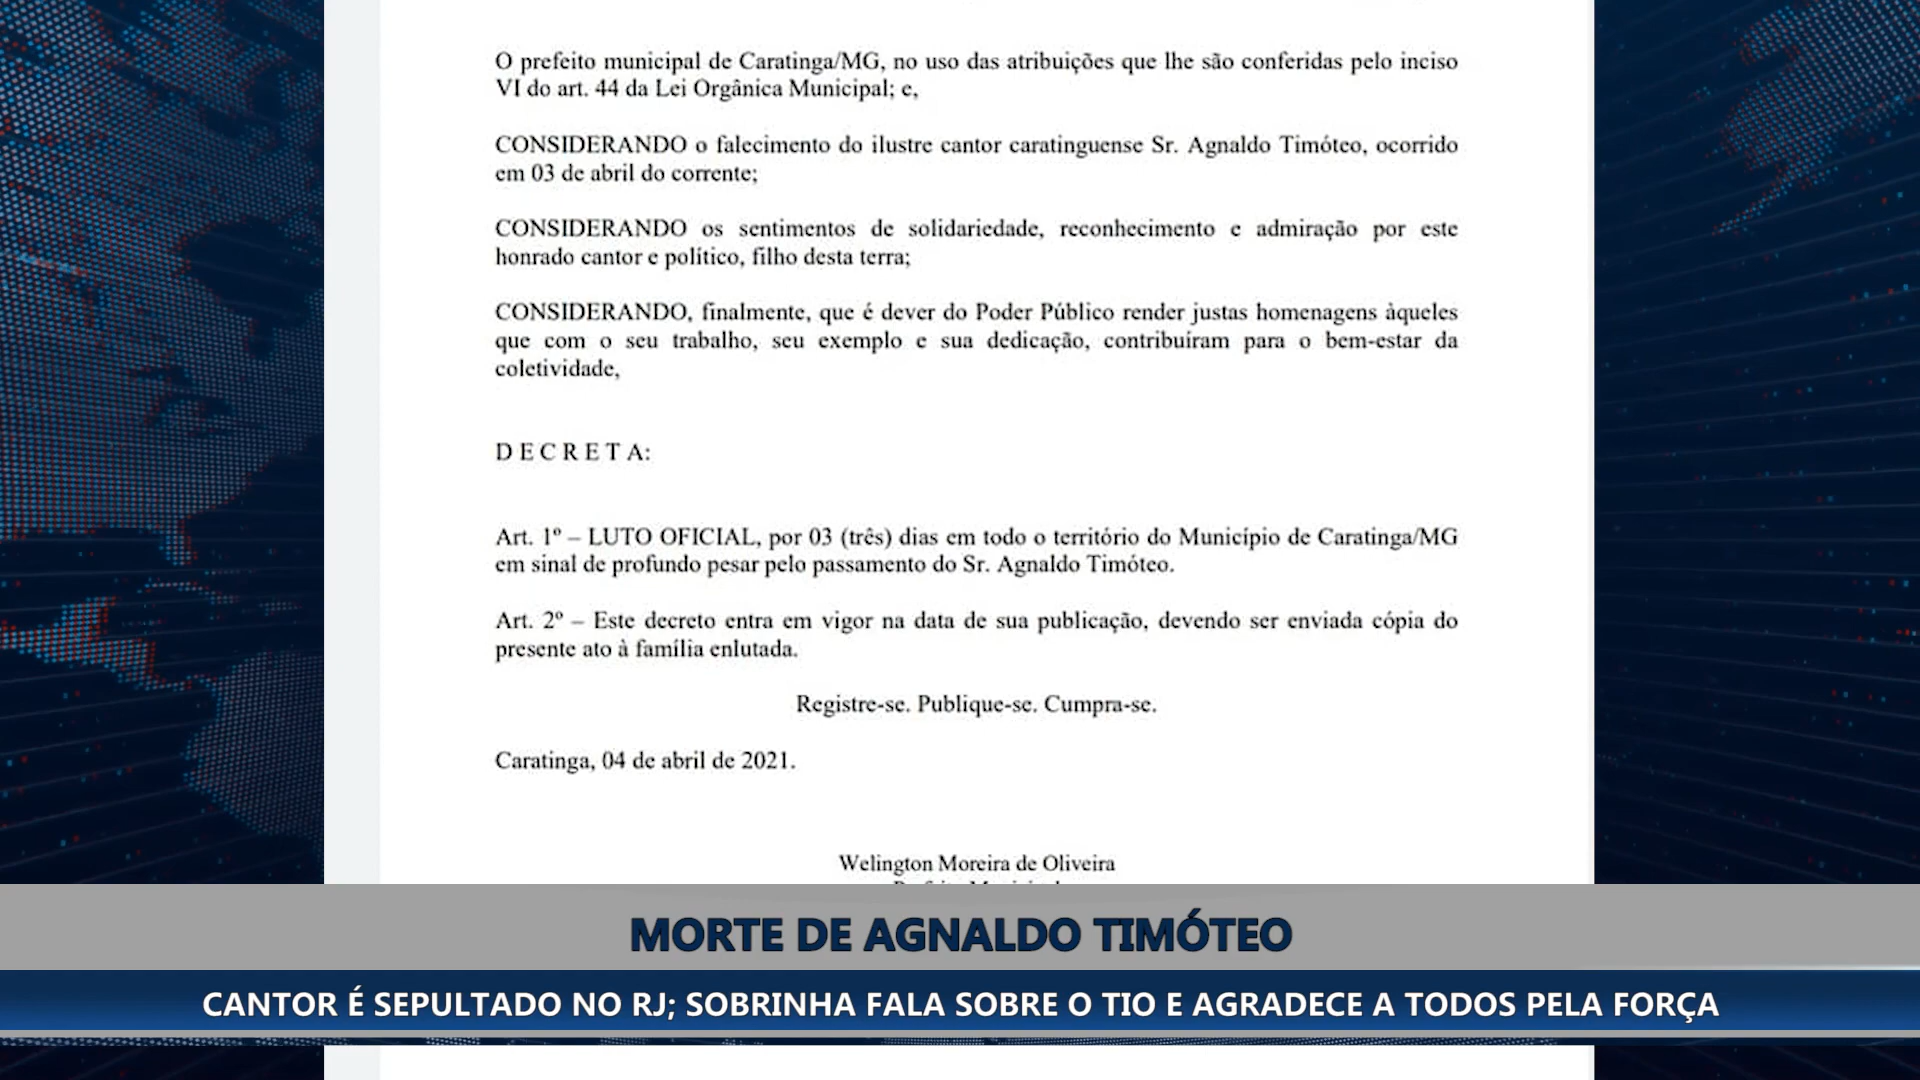 O prefeito municipal de Caratinga/MG, no uso das atribuições que lhe são conferidas pelo inciso
VI do art. 44 da Lei Orgânica Municipal; e,
CONSIDERANDO o falecimento do ilustre cantor caratinguense Sr. Agnaldo Timóteo, ocorrido
em 03 de abril do corrente;
CONSIDERANDO os sentimentos de solidariedade, reconhecimento e admiração por este
honrado cantor e político, filho desta terra;
CONSIDERANDO, finalmente, que é dever do Poder Público render justas homenagens àqueles
que com o seu trabalho, seu exemplo e sua dedicação, contribuíram para o bem-estar da
coletividade,
D E C R E T A:
Art. 1º – LUTO OFICIAL, por 03 (três) dias em todo o território do Município de Caratinga/MG
em sinal de profundo pesar pelo passamento do Sr. Agnaldo Timóteo.
Art. 2º – Este decreto entra em vigor na data de sua publicação, devendo ser enviada cópia do
presente ato à família enlutada.
Registre-se. Publique-se. Cumpra-se.
Caratinga, 04 de abril de 2021.
Welington Moreira de Oliveira
MORTE DE AGNALDO TIMÓTEO
CANTOR É SEPULTADO NO RJ; SOBRINHA FALA SOBRE O TIO E AGRADECE A TODOS PELA FORÇA